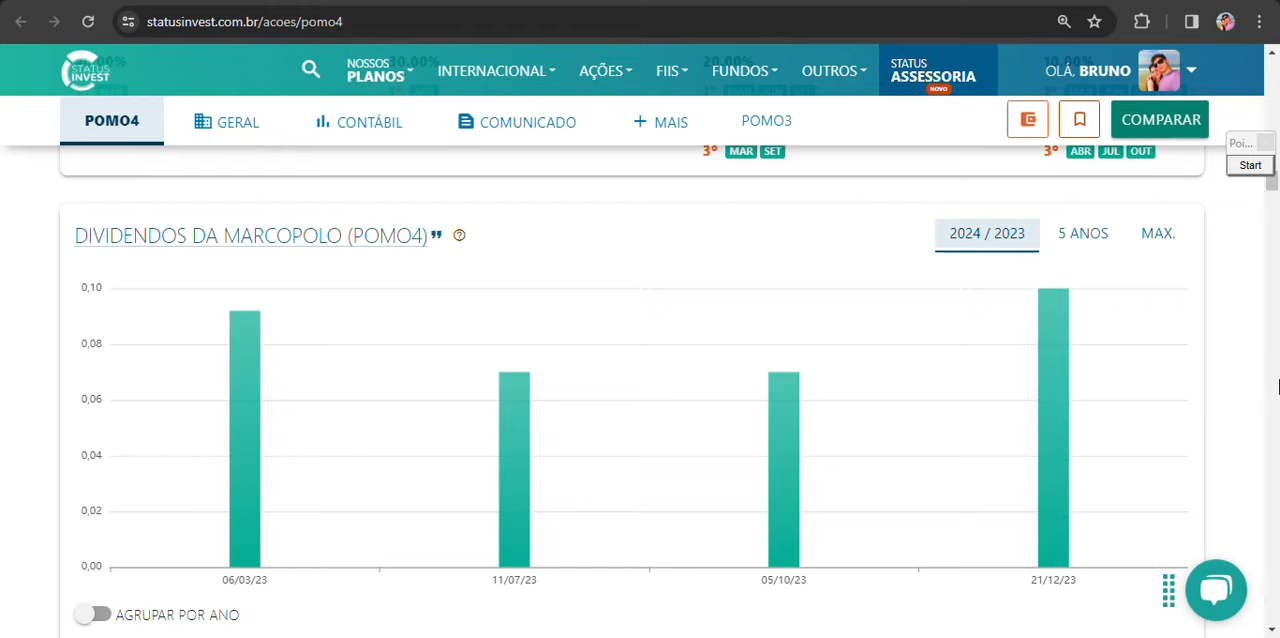 statusinvest.com.br/acoes/pomo4
STATUS
INVEST
NOSSOS
PLANOS
INTERNACIONAL
AÇÕES
FIIS
FUNDOS
OUTROS
STATUS
ASSESSORIA
NOVO
OLÁ, BRUNO
POMO4
GERAL
CONTÁBIL
COMUNICADO
MAIS
POMO3
COMPARAR
Poi...
Start
3º MAR SET
3º ABR JUL OUT
DIVIDENDOS DA MARCOPOLO (POMO4)
2024 / 2023
5 ANOS
MAX.
0,10
0,08
0,06
0,04
0,02
0,00
06/03/23
11/07/23
05/10/23
21/12/23
AGRUPAR POR ANO